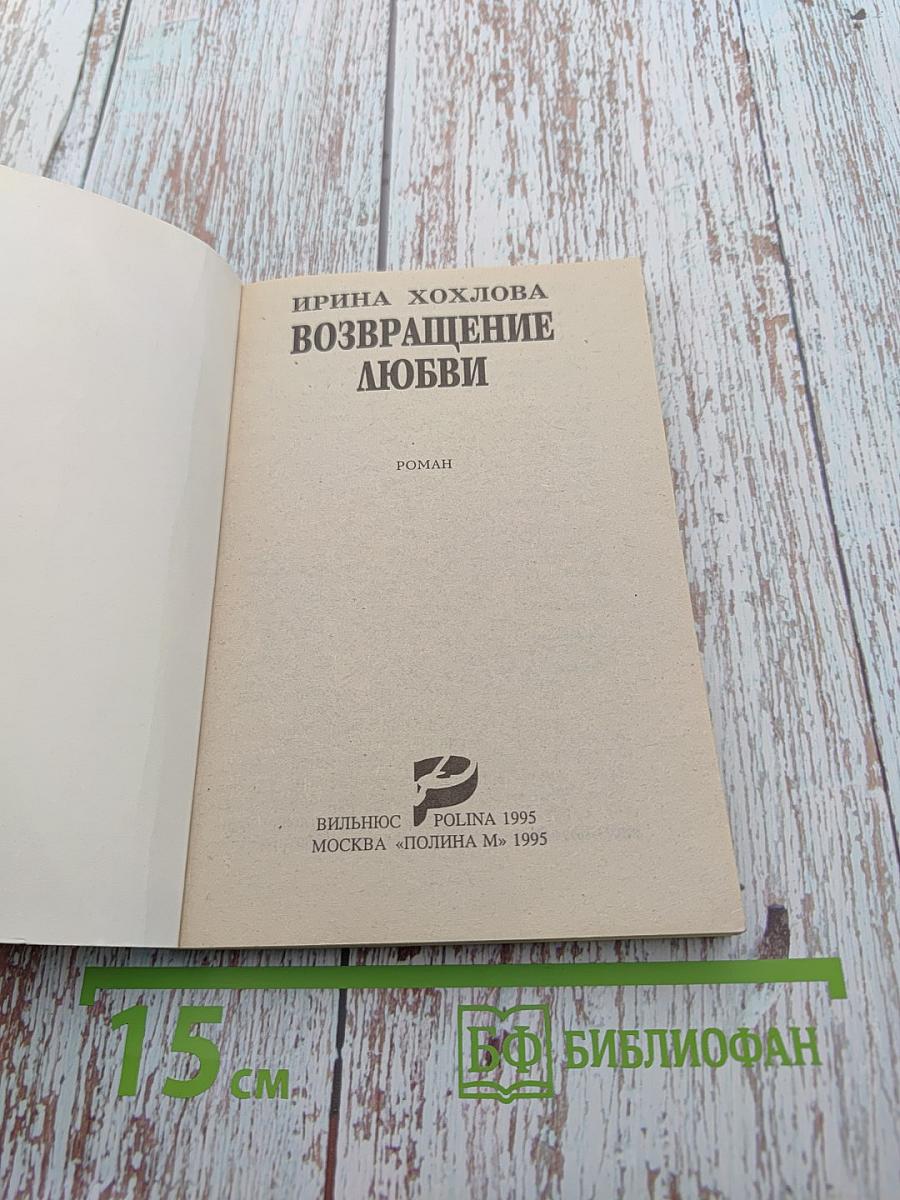 ИРИНА ХОХЛОВА
ВОЗВРАЩЕНИЕ
ЛЮБВИ
РОМАН
ВИЛЬНЮС POLINA 1995
МОСКВА «ПОЛИНА М» 1995
15 см
БФ БИБЛИОФАН